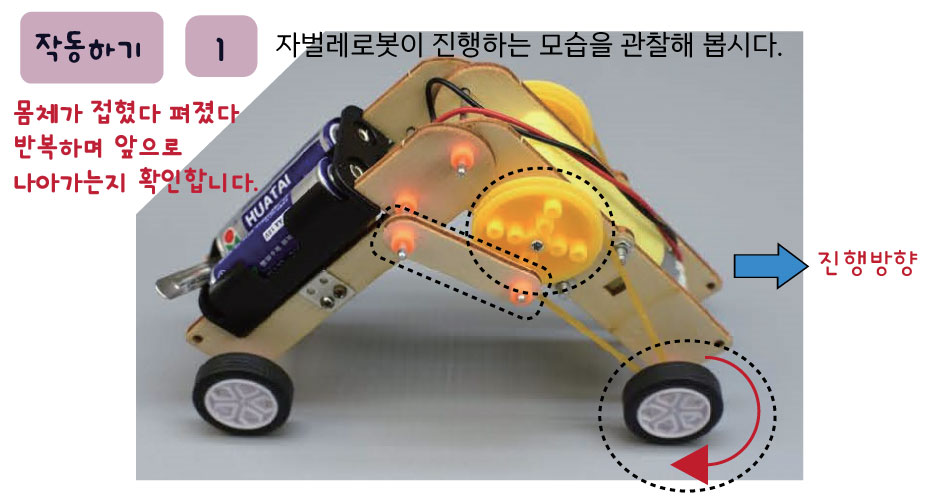 작동하기 1 자벌레로봇이 진행하는 모습을 관찰해 봅시다.
몸체가 접혔다 펴졌다
반복하며 앞으로
나아가는지 확인합니다.
HUATAI
진행방향